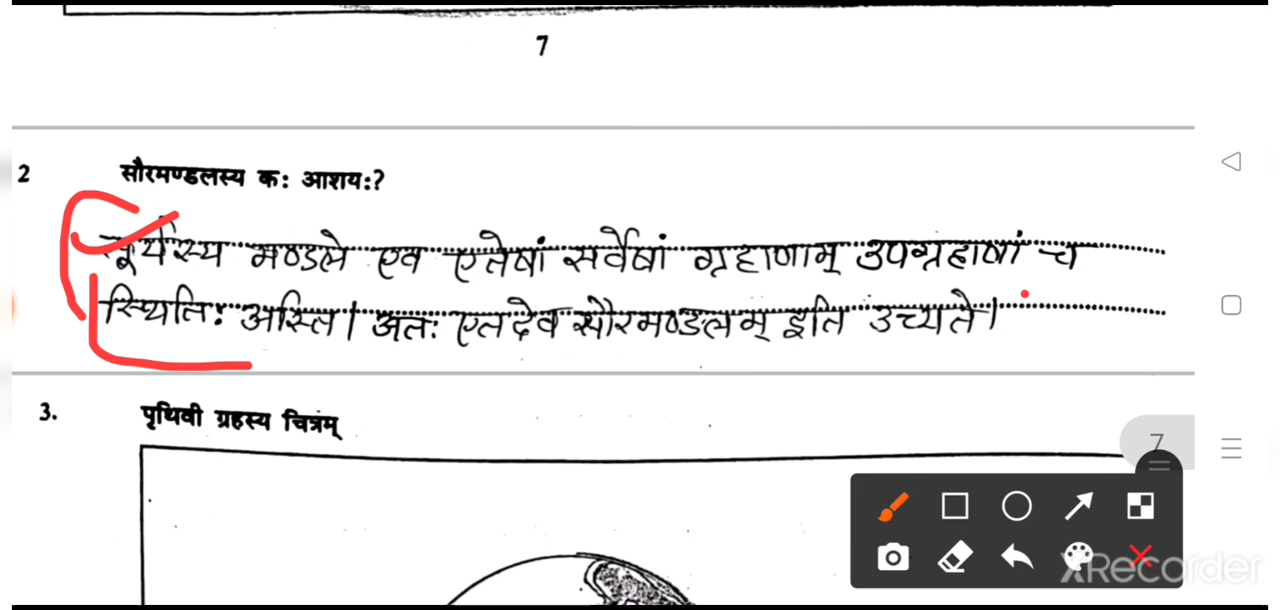 7
2 सौरमण्डलस्य कः आशयः?
सूर्यस्य मण्डले एव एतेषां सर्वेषां ग्रहाणाम् उपग्रहाणां च
स्थितिः अस्ति। अतः एतदेव सौरमण्डलम् इति उच्यते।
3. पृथिवी ग्रहस्य चित्रंम्
7
XRecorder